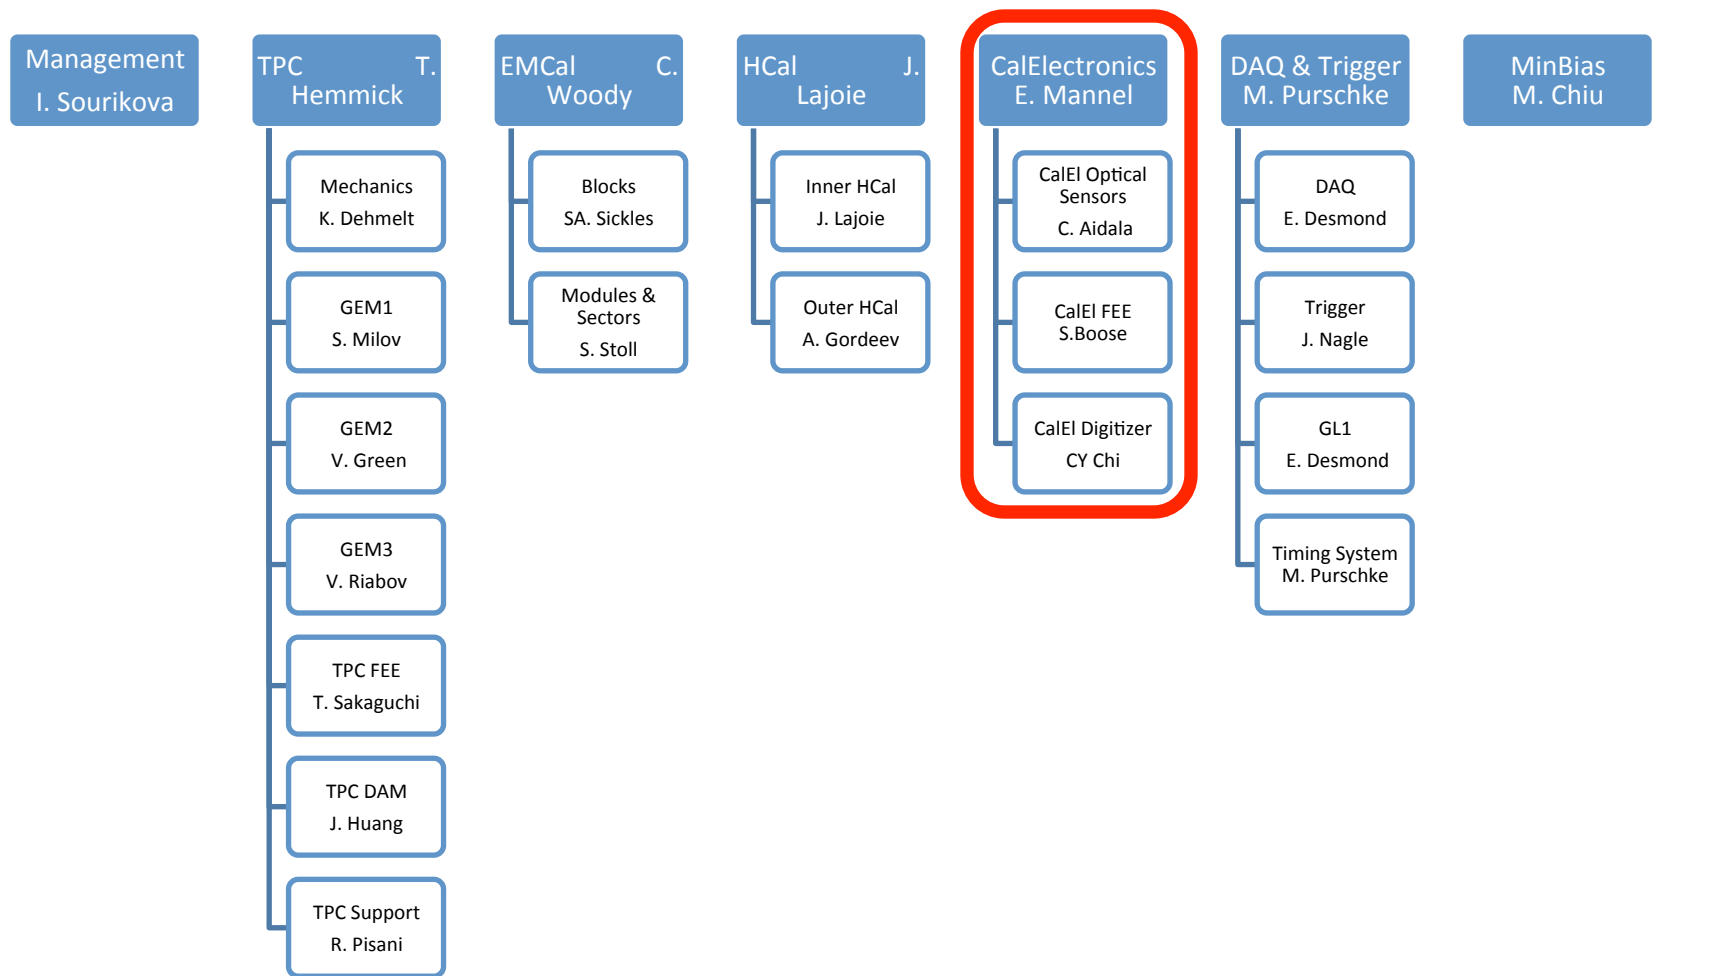 Management
I. Sourikova
TPC T.
Hemmick
Mechanics
K. Dehmelt
GEM1
S. Milov
GEM2
V. Green
GEM3
V. Riabov
TPC FEE
T. Sakaguchi
TPC DAM
J. Huang
TPC Support
R. Pisani
EMCal C.
Woody
Blocks
SA. Sickles
Modules &
Sectors
S. Stoll
HCal J.
Lajoie
Inner HCal
J. Lajoie
Outer HCal
A. Gordeev
CalElectronics
E. Mannel
CalEl Optical
Sensors
C. Aidala
CalEl FEE
S.Boose
CalEl Digitizer
CY Chi
DAQ & Trigger
M. Purschke
DAQ
E. Desmond
Trigger
J. Nagle
GL1
E. Desmond
Timing System
M. Purschke
MinBias
M. Chiu